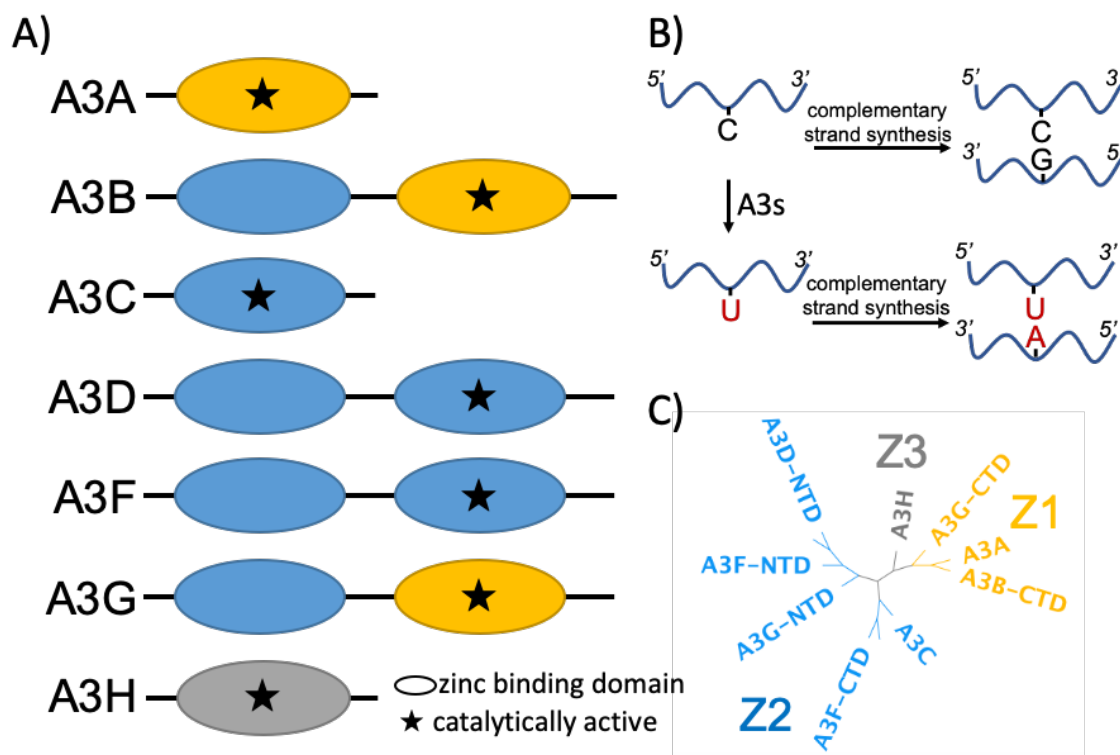 A)
A3A
A3B
A3C
A3D
A3F
A3G
A3H
zinc binding domain
catalytically active
B)
5’ 3’
C
complementary
strand synthesis
5’ 3’
C
G
3’ 5’
A3s
5’ 3’
U
complementary
strand synthesis
5’ 3’
U
A
3’ 5’
C)
A3D-NTD
Z3
A3H
A3G-CTD
Z1
A3A
A3B-CTD
A3F-NTD
A3G-NTD
A3C
A3F-CTD
Z2